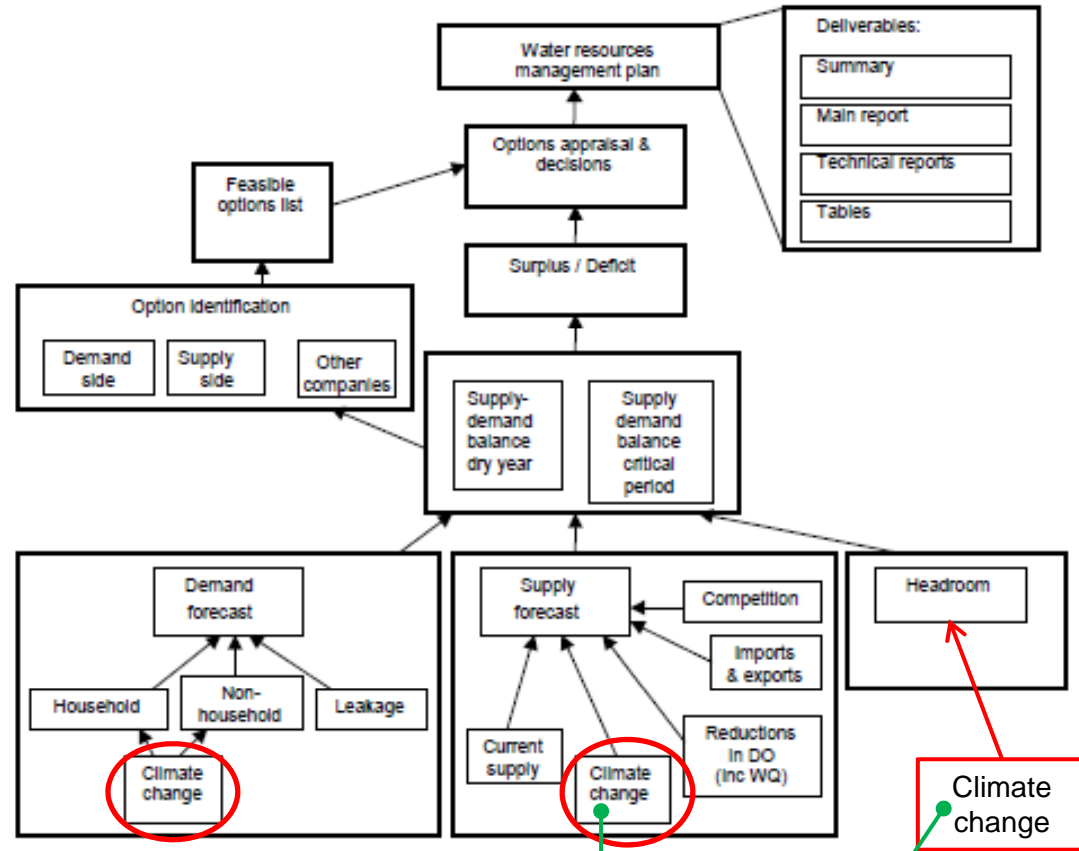 Water resources
management plan
Deliverables:
Summary
Main report
Technical reports
Tables
Options appraisal &
decisions
Feasible
options list
Surplus / Deficit
Option identification
Demand
side
Supply
side
Other
companies
Supply-
demand
balance
dry year
Supply
demand
balance
critical
period
Demand
forecast
Household
Non-
household
Leakage
Climate
change
Supply
forecast
Competition
Imports
& exports
Current
supply
Climate
change
Reductions
in DO
(inc WQ)
Headroom
Climate
change